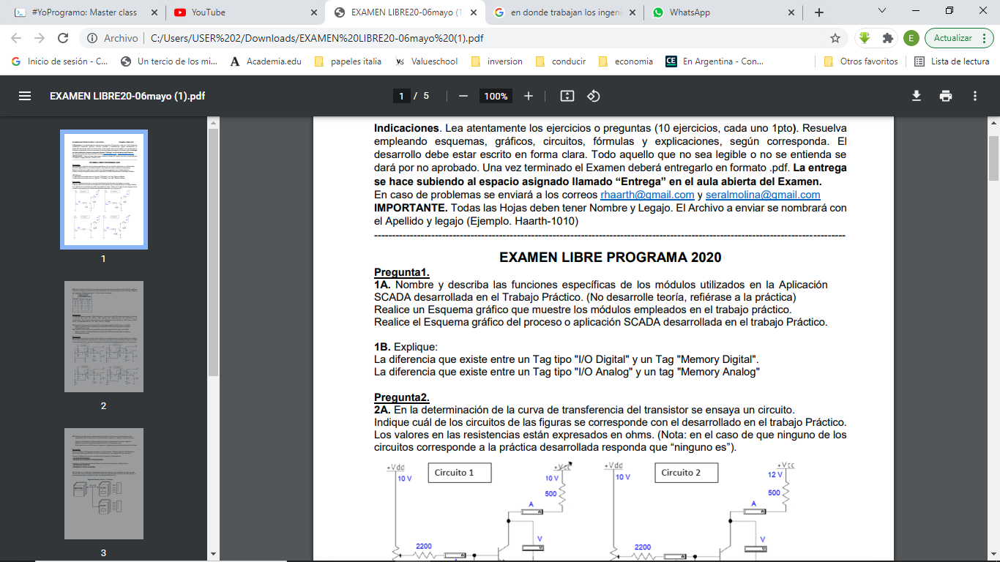 #YoProgramo: Master class
YouTube
EXAMEN LIBRE20-06mayo (1
en donde trabajan los ingeni
WhatsApp
Archivo
C:/Users/USER%202/Downloads/EXAMEN%20LIBRE20-06mayo%20(1).pdf
E
Actualizar
Inicio de sesión - C...
Un tercio de los mi...
Academia.edu
papeles italia
Valueschool
inversion
conducir
economia
En Argentina - Con...
Otros favoritos
Lista de lectura
EXAMEN LIBRE20-06mayo (1).pdf
1 / 5
100%
1
2
3
Indicaciones. Lea atentamente los ejercicios o preguntas (10 ejercicios, cada uno 1pto). Resuelva
empleando esquemas, gráficos, circuitos, fórmulas y explicaciones, según corresponda. El
desarrollo debe estar escrito en forma clara. Todo aquello que no sea legible o no se entienda se
dará por no aprobado. Una vez terminado el Examen deberá entregarlo en formato .pdf. La entrega
se hace subiendo al espacio asignado llamado “Entrega” en el aula abierta del Examen.
En caso de problemas se enviará a los correos rhaarth@gmail.com y seralmolina@gmail.com
IMPORTANTE. Todas las Hojas deben tener Nombre y Legajo. El Archivo a enviar se nombrará con
el Apellido y legajo (Ejemplo. Haarth-1010)
EXAMEN LIBRE PROGRAMA 2020
Pregunta1.
1A. Nombre y describa las funciones específicas de los módulos utilizados en la Aplicación
SCADA desarrollada en el Trabajo Práctico. (No desarrolle teoría, refiérase a la práctica)
Realice un Esquema gráfico que muestre los módulos empleados en el trabajo práctico.
Realice el Esquema gráfico del proceso o aplicación SCADA desarrollada en el trabajo Práctico.
1B. Explique:
La diferencia que existe entre un Tag tipo "I/O Digital" y un Tag "Memory Digital".
La diferencia que existe entre un Tag tipo "I/O Analog" y un tag "Memory Analog"
Pregunta2.
2A. En la determinación de la curva de transferencia del transistor se ensaya un circuito.
Indique cuál de los circuitos de las figuras se corresponde con el desarrollado en el trabajo Práctico.
Los valores en las resistencias están expresados en ohms. (Nota: en el caso de que ninguno de los
circuitos corresponde a la práctica desarrollada responda que “ninguno es”).
+Vdd
10 V
Circuito 1
+Vcc
10 V
500
A
V
2200
+Vdd
10 V
Circuito 2
+Vcc
12 V
500
A
V
2200